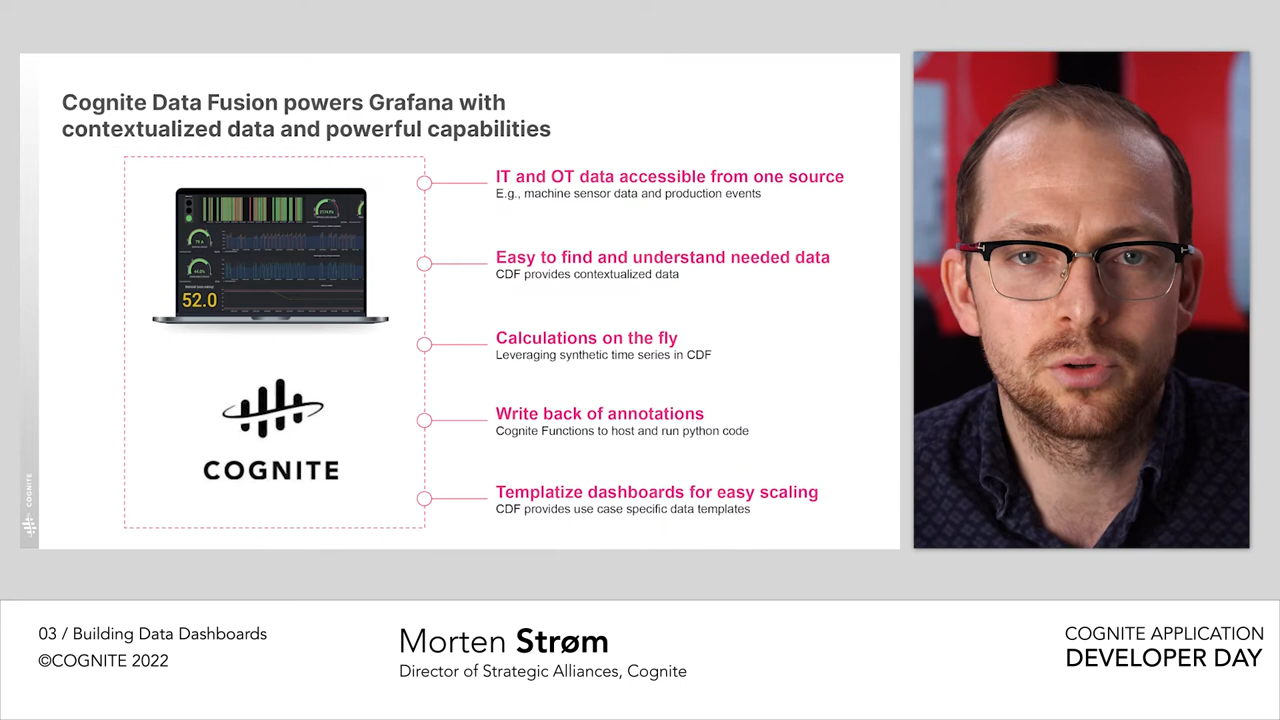 Cognite Data Fusion powers Grafana with
contextualized data and powerful capabilities
52.0
COGNITE
IT and OT data accessible from one source
E.g., machine sensor data and production events
Easy to find and understand needed data
CDF provides contextualized data
Calculations on the fly
Leveraging synthetic time series in CDF
Write back of annotations
Cognite Functions to host and run python code
Templatize dashboards for easy scaling
CDF provides use case specific data templates
COGNITE
03 / Building Data Dashboards
©COGNITE 2022
Morten Strøm
Director of Strategic Alliances, Cognite
COGNITE APPLICATION
DEVELOPER DAY